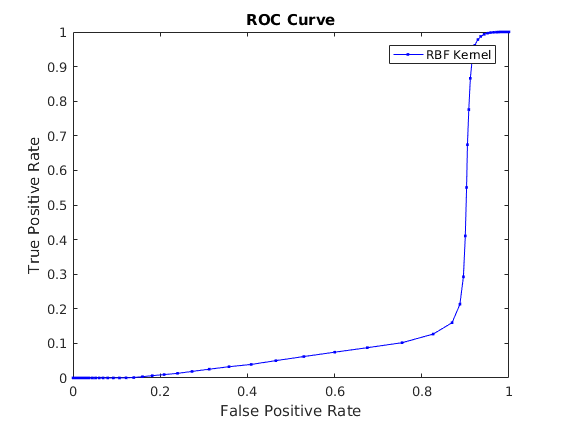 ROC Curve
1
0.9
0.8
0.7
0.6
0.5
0.4
0.3
0.2
0.1
0
True Positive Rate
RBF Kernel
0 0.2 0.4 0.6 0.8 1
False Positive Rate